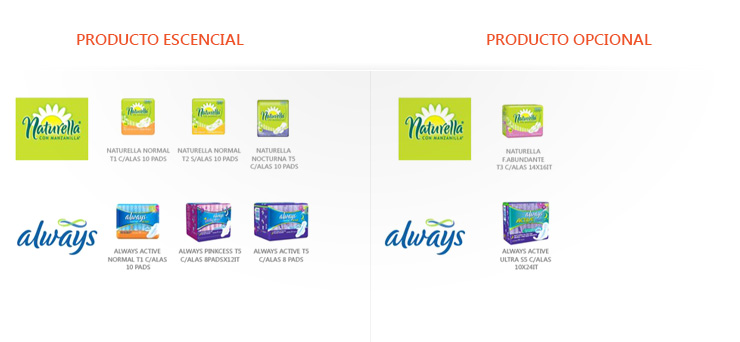 PRODUCTO ESCENCIAL
PRODUCTO OPCIONAL
Naturella
CON MANZANILLA
NATURELLA NORMAL
T1 C/ALAS 10 PADS
NATURELLA NORMAL
T2 S/ALAS 10 PADS
NATURELLA
NOCTURNA T5
C/ALAS 10 PADS
Naturella
CON MANZANILLA
NATURELLA
F.ABUNDANTE
T3 C/ALAS 14X16IT
always
ALWAYS ACTIVE
NORMAL T1 C/ALAS
10 PADS
ALWAYS PINKCESS T5
C/ALAS 8PADSX12IT
ALWAYS ACTIVE T5
C/ALAS 8 PADS
always
ALWAYS ACTIVE
ULTRA S5 C/ALAS
10X24IT